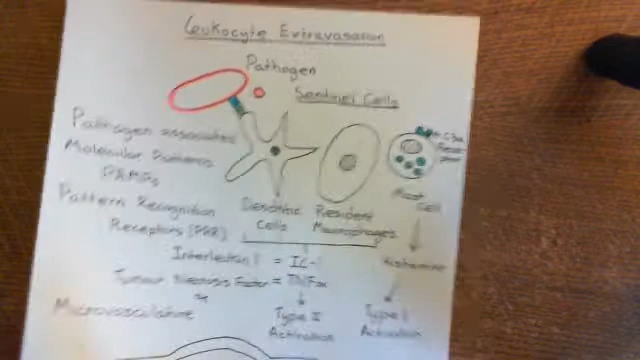 Leukocyte Extravasation
Pathogen
Sentinel Cells
Pathogen associated
Molecular Patterns
PAMPs
Pattern Recognition
Receptors (PRR)
Dendritic
Cells
Resident
Macrophages
C3a
Mast
Cell
Histamine
Interleukin 1 = IL-1
Tumour Necrosis Factor = TNFα
Type II
Activation
Type I
Activation
Microvasculature